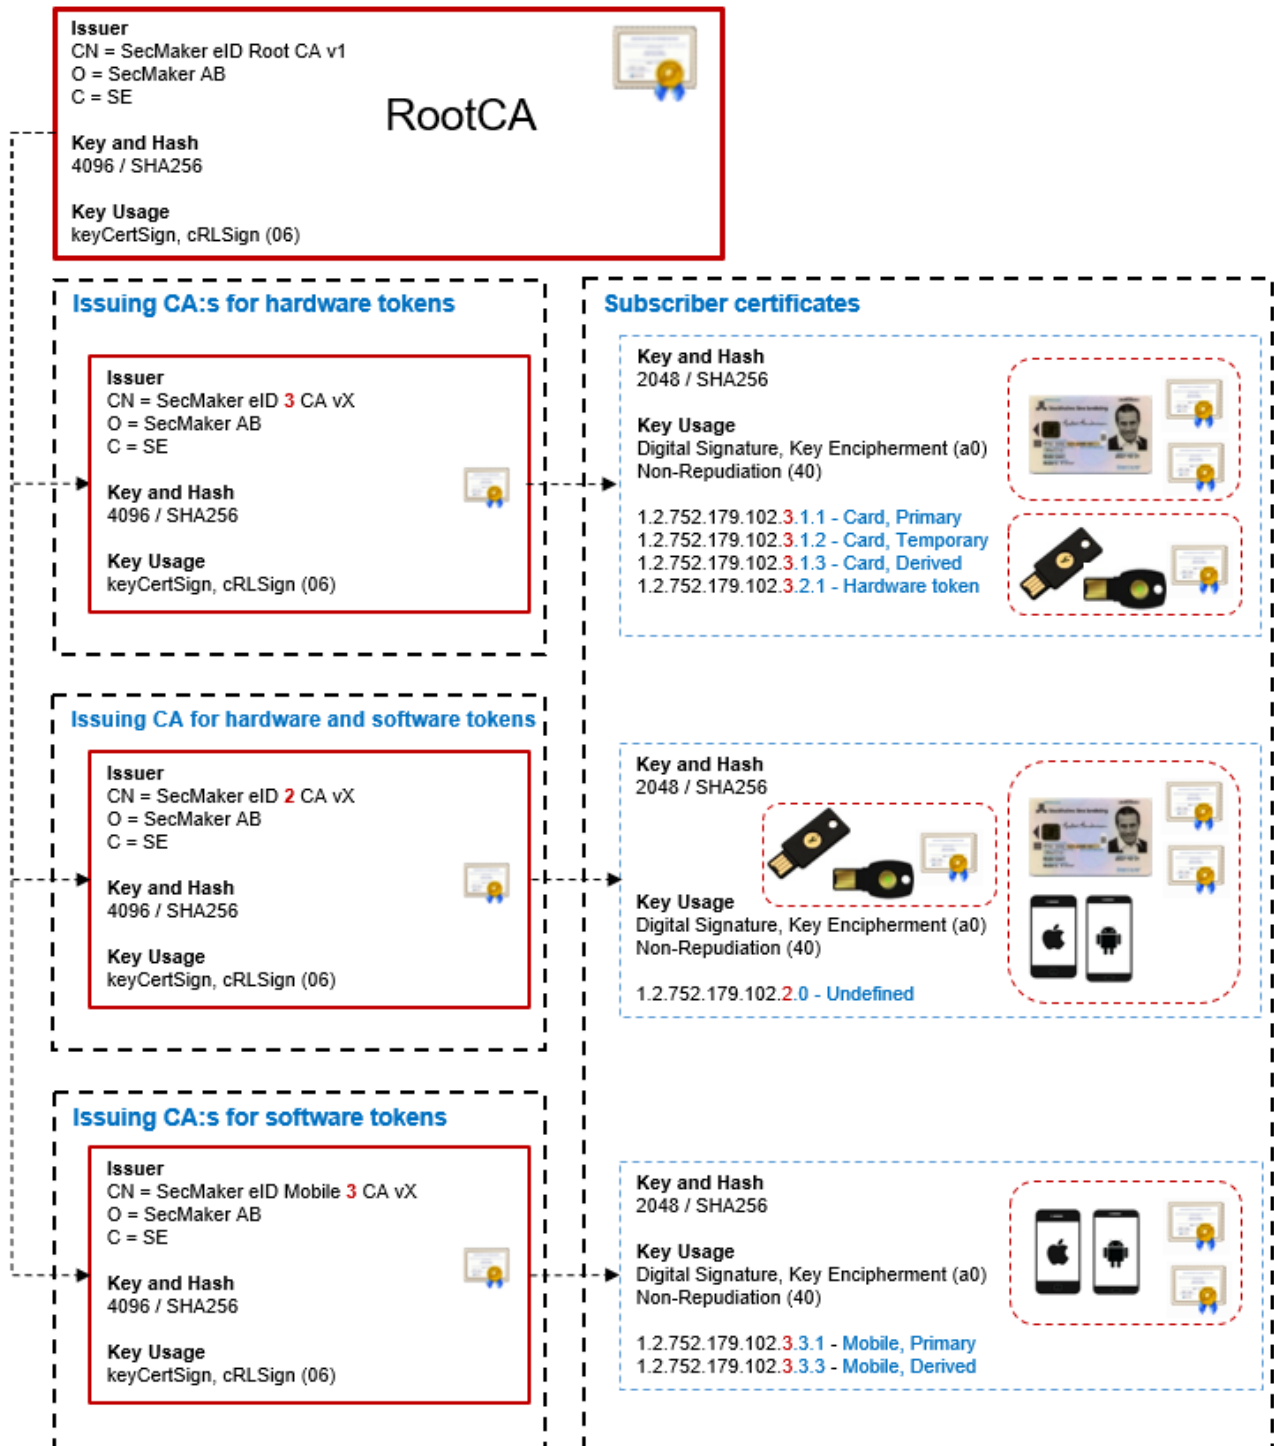 Issuer
CN = SecMaker eID Root CA v1
O = SecMaker AB
C = SE
RootCA
Key and Hash
4096 / SHA256
Key Usage
keyCertSign, cRLSign (06)
Issuing CA:s for hardware tokens
Issuer
CN = SecMaker eID 3 CA vX
O = SecMaker AB
C = SE
Key and Hash
4096 / SHA256
Key Usage
keyCertSign, cRLSign (06)
Subscriber certificates
Key and Hash
2048 / SHA256
Key Usage
Digital Signature, Key Encipherment (a0)
Non-Repudiation (40)
1.2.752.179.102.3.1.1 - Card, Primary
1.2.752.179.102.3.1.2 - Card, Temporary
1.2.752.179.102.3.1.3 - Card, Derived
1.2.752.179.102.3.2.1 - Hardware token
Issuing CA for hardware and software tokens
Issuer
CN = SecMaker eID 2 CA vX
O = SecMaker AB
C = SE
Key and Hash
4096 / SHA256
Key Usage
keyCertSign, cRLSign (06)
Key and Hash
2048 / SHA256
Key Usage
Digital Signature, Key Encipherment (a0)
Non-Repudiation (40)
1.2.752.179.102.2.0 - Undefined
Issuing CA:s for software tokens
Issuer
CN = SecMaker eID Mobile 3 CA vX
O = SecMaker AB
C = SE
Key and Hash
4096 / SHA256
Key Usage
keyCertSign, cRLSign (06)
Key and Hash
2048 / SHA256
Key Usage
Digital Signature, Key Encipherment (a0)
Non-Repudiation (40)
1.2.752.179.102.3.3.1 - Mobile, Primary
1.2.752.179.102.3.3.3 - Mobile, Derived